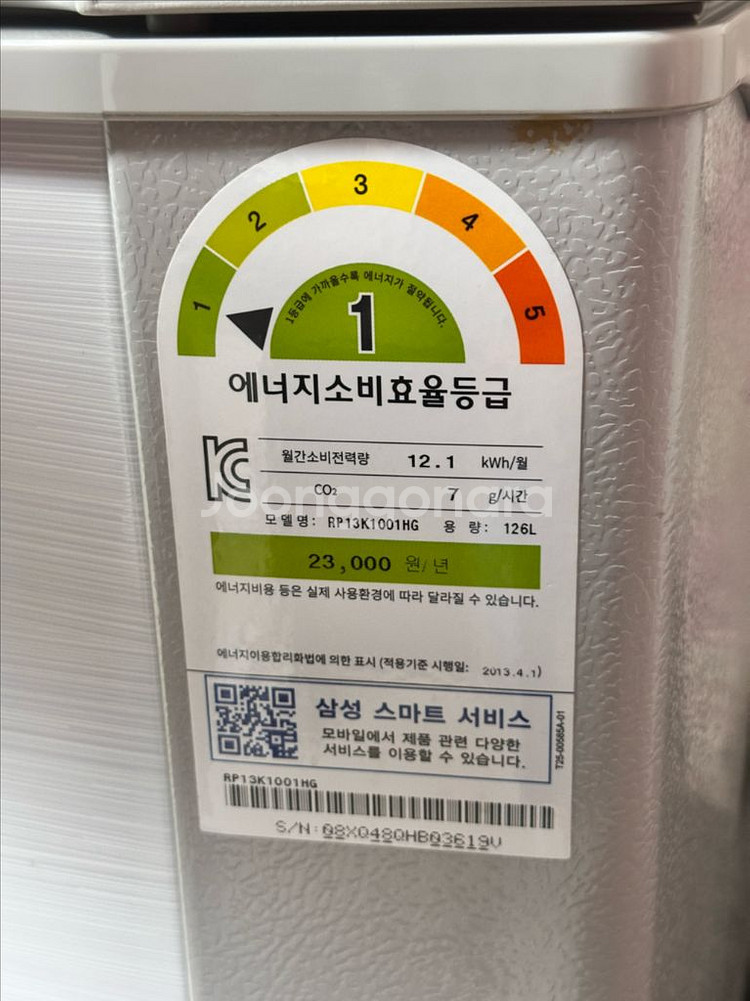 1
2
3
4
5
1등급에 가까울수록 에너지가 절약됩니다.
1
에너지소비효율등급
월간소비전력량 12.1 kWh/월
CO₂ 7 g/시간
joonggonara
모델명: RP13K1001HG 용 량: 126L
23,000 원/년
에너지비용 등은 실제 사용환경에 따라 달라질 수 있습니다.
에너지이용합리화법에 의한 표시 (적용기준 시행일: 2013.4.1)
삼성 스마트 서비스
모바일에서 제품 관련 다양한
서비스를 이용할 수 있습니다.
T25-00585A-01
RP13K1001HG
S/N:08XQ48QHB03619V